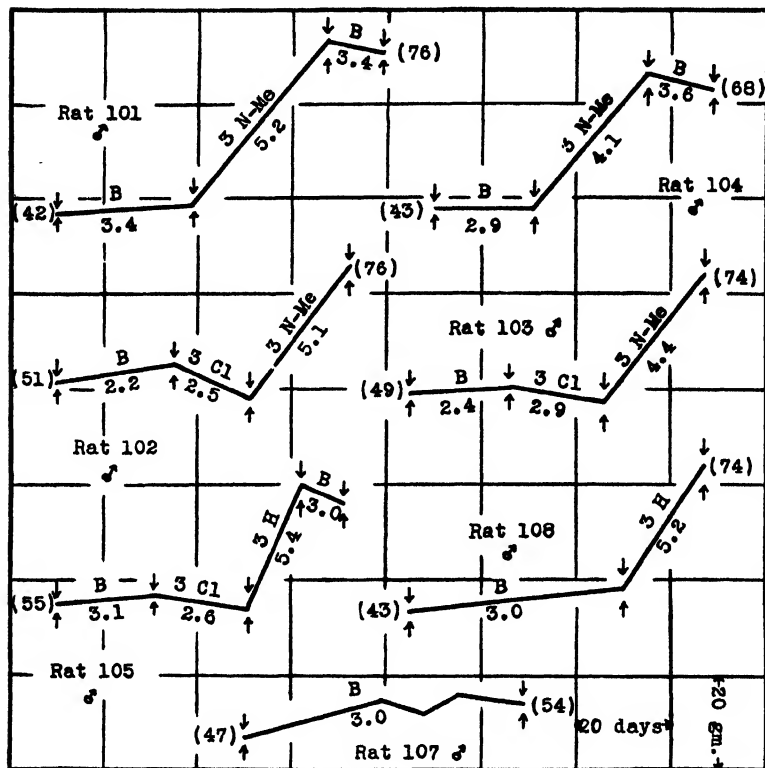 B
3.4
(76)
B
3.6
(68)
Rat 101
♂
3 N-Me
5.2
3 N-Me
4.1
(42)
B
3.4
(43)
B
2.9
Rat 104
♂
(76)
(74)
3 N-Me
5.1
Rat 103 ♂
3 N-Me
4.4
(51)
B
2.2
3 Cl
2.5
(49)
B
2.4
3 Cl
2.9
Rat 102
♂
B
3.0
(74)
3 H
5.4
Rat 108
♂
3 H
5.2
(55)
B
3.1
3 Cl
2.6
(43)
B
3.0
Rat 105
♂
B
3.0
(47)
(54)
20 days
20 gm.
Rat 107 ♂